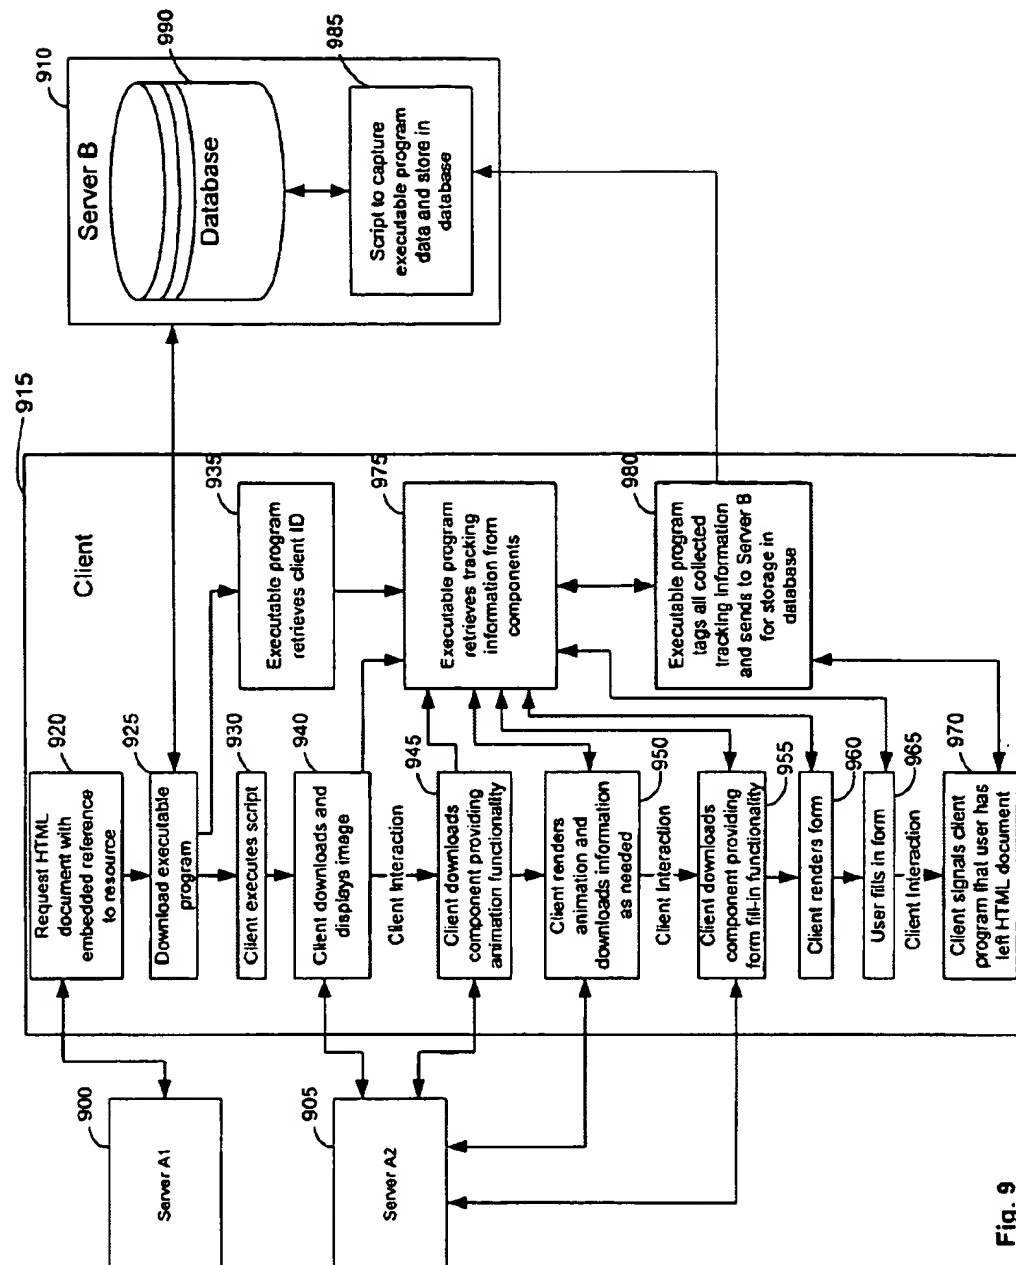 915
Client
920
Request HTML
document with
embedded reference
to resource
925
Download executable
program
930
Client executes script
935
Executable program
retrieves client ID
940
Client downloads and
displays image
Client Interaction
945
Client downloads
component providing
animation functionality
950
Client renders
animation and
downloads information
as needed
Client Interaction
955
Client downloads
component providing
form fill-in functionality
960
Client renders form
965
User fills in form
Client Interaction
970
Client signals client
program that user has
left HTML document
975
Executable program
retrieves tracking
information from
components
980
Executable program
tags all collected
tracking information
and sends to Server B
for storage in
database
910
Server B
990
Database
985
Script to capture
executable program
data and store in
database
900
Server A1
905
Server A2
Fig. 9